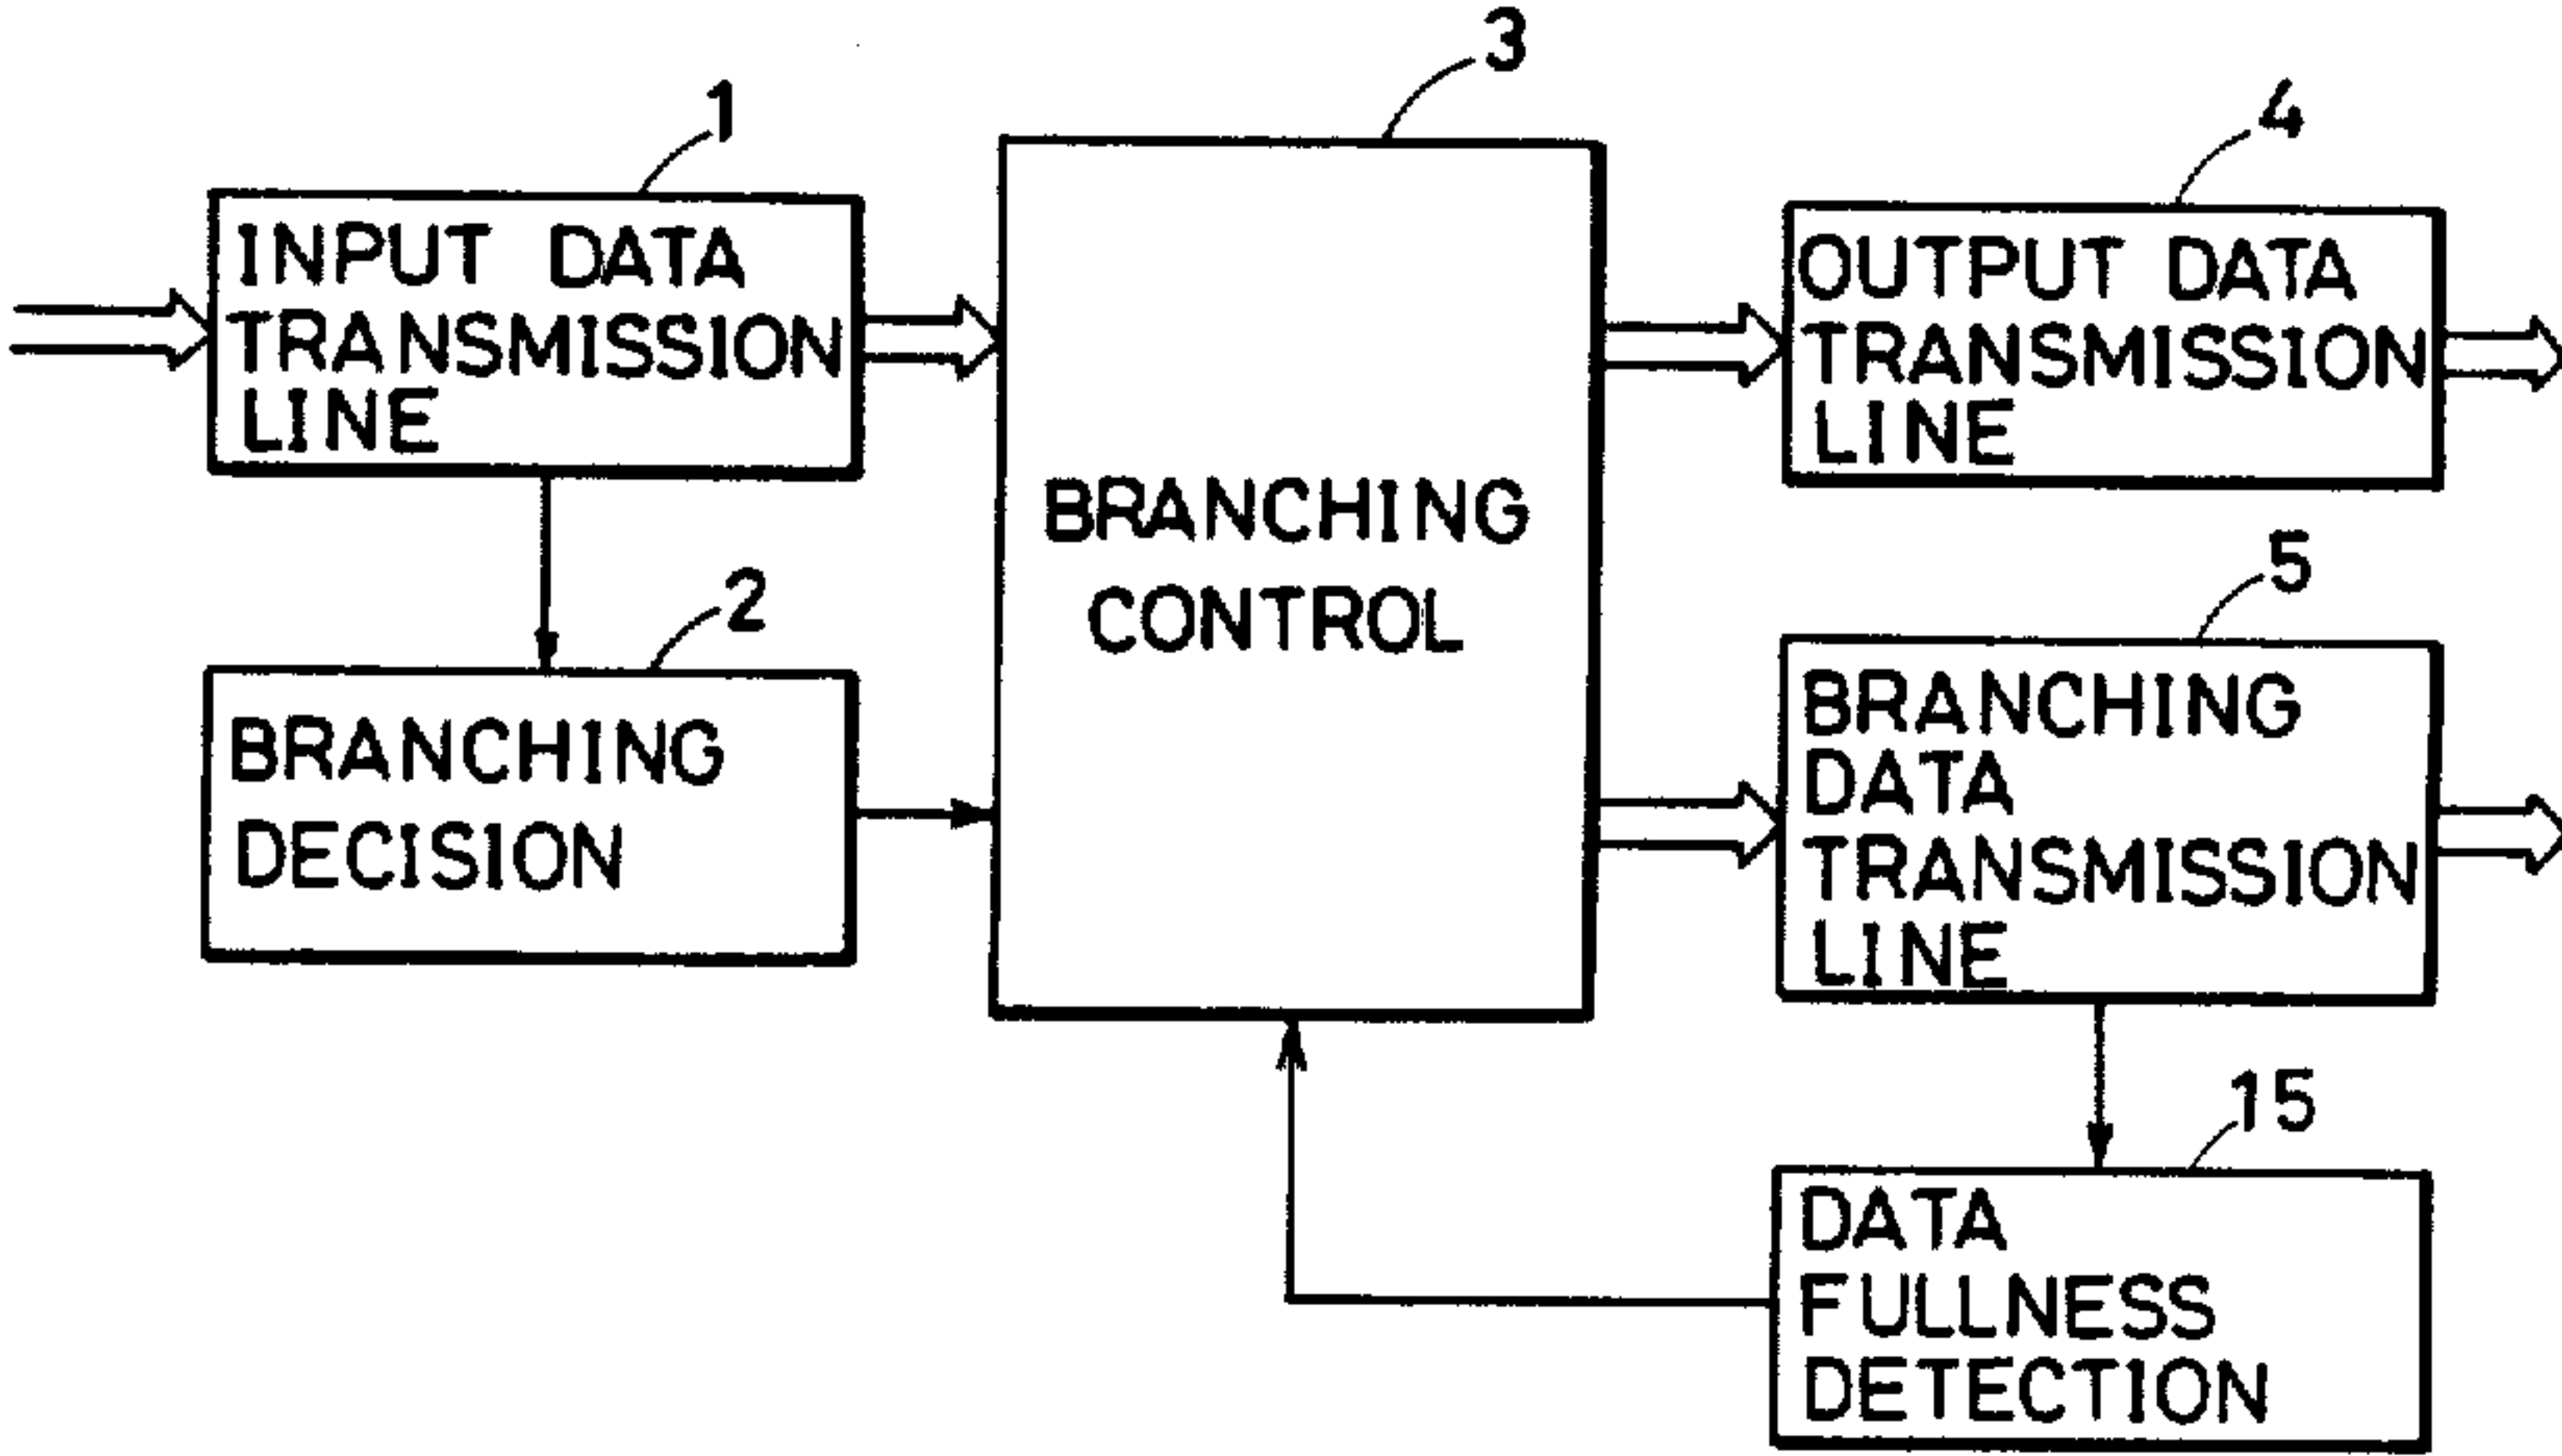 3
1
4
INPUT DATA
TRANSMISSION
LINE
OUTPUT DATA
TRANSMISSION
LINE
BRANCHING
CONTROL
2
5
BRANCHING
DECISION
BRANCHING
DATA
TRANSMISSION
LINE
15
DATA
FULLNESS
DETECTION